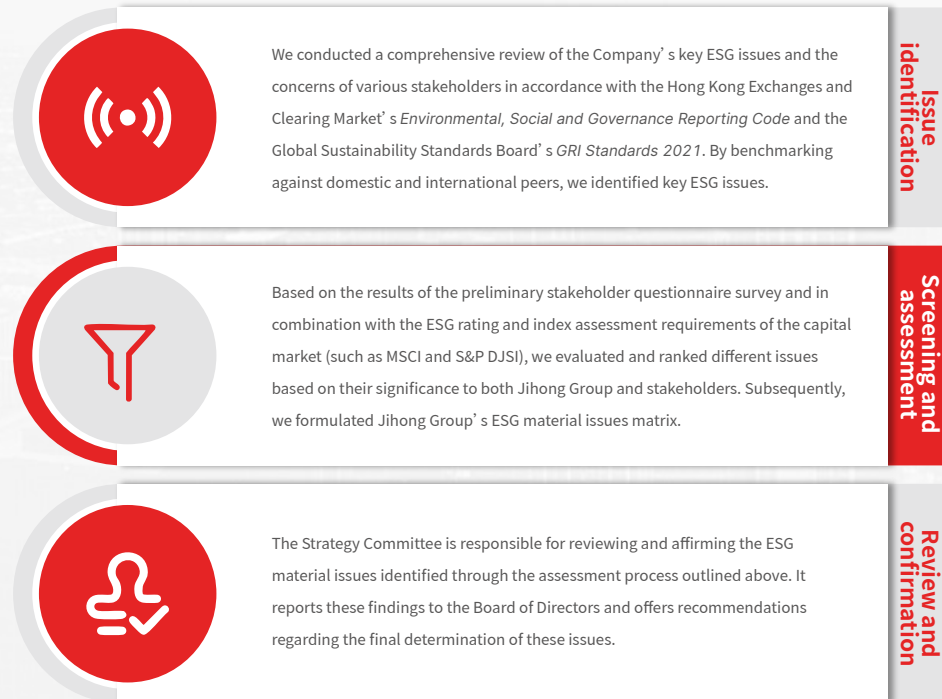 We conducted a comprehensive review of the Company’s key ESG issues and the
concerns of various stakeholders in accordance with the Hong Kong Exchanges and
Clearing Market’s Environmental, Social and Governance Reporting Code and the
Global Sustainability Standards Board’s GRI Standards 2021. By benchmarking
against domestic and international peers, we identified key ESG issues.
Issue
identification
Based on the results of the preliminary stakeholder questionnaire survey and in
combination with the ESG rating and index assessment requirements of the capital
market (such as MSCI and S&P DJSI), we evaluated and ranked different issues
based on their significance to both Jihong Group and stakeholders. Subsequently,
we formulated Jihong Group’s ESG material issues matrix.
Screening and
assessment
The Strategy Committee is responsible for reviewing and affirming the ESG
material issues identified through the assessment process outlined above. It
reports these findings to the Board of Directors and offers recommendations
regarding the final determination of these issues.
Review and
confirmation